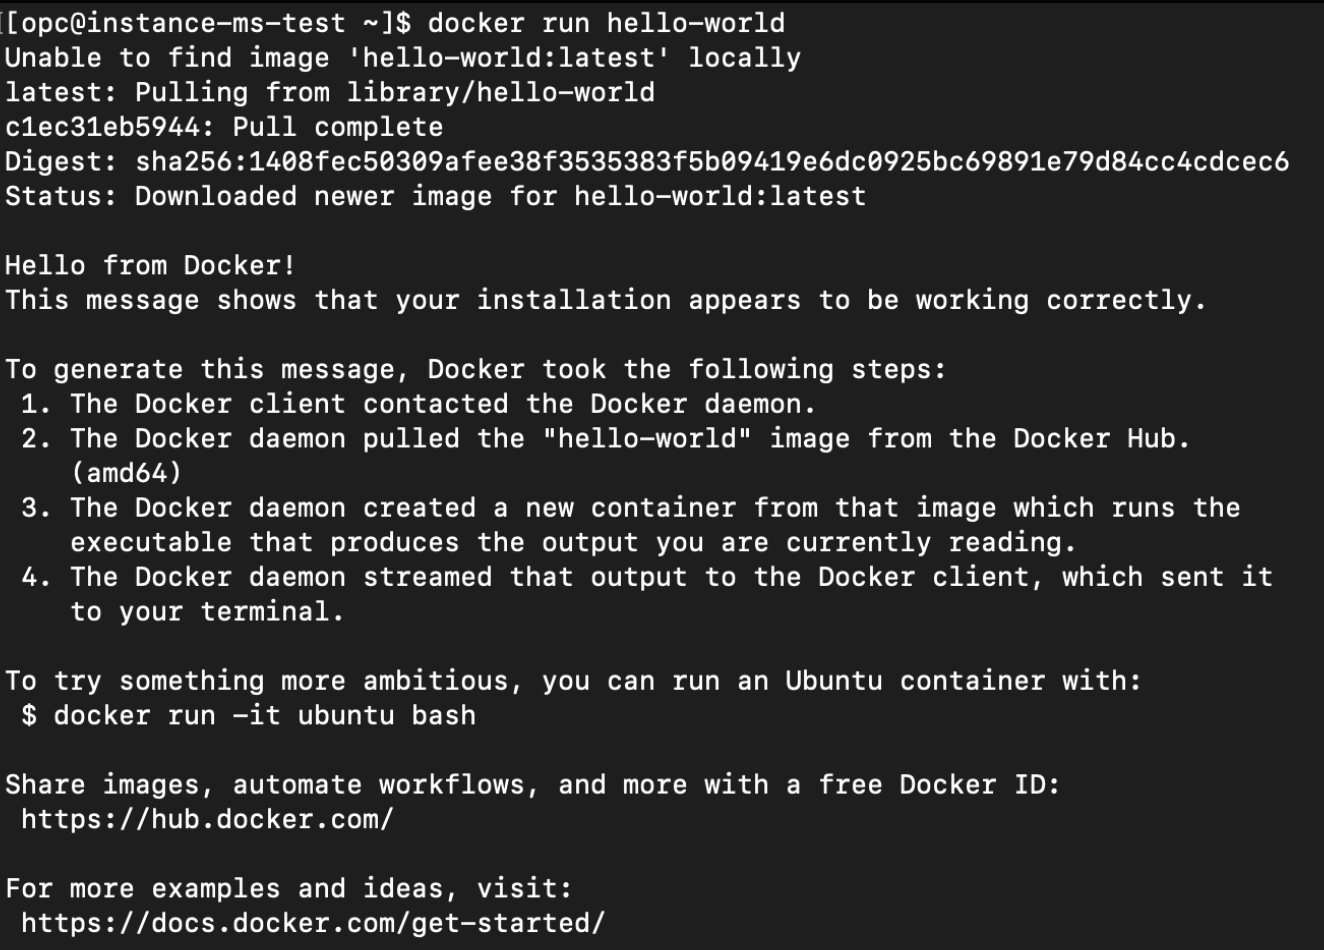 [[opc@instance-ms-test ~]$ docker run hello-world
Unable to find image 'hello-world:latest' locally
latest: Pulling from library/hello-world
c1ec31eb5944: Pull complete
Digest: sha256:1408fec50309afee38f3535383f5b09419e6dc0925bc69891e79d84cc4cdcec6
Status: Downloaded newer image for hello-world:latest

Hello from Docker!
This message shows that your installation appears to be working correctly.

To generate this message, Docker took the following steps:
 1. The Docker client contacted the Docker daemon.
 2. The Docker daemon pulled the "hello-world" image from the Docker Hub.
    (amd64)
 3. The Docker daemon created a new container from that image which runs the
    executable that produces the output you are currently reading.
 4. The Docker daemon streamed that output to the Docker client, which sent it
    to your terminal.

To try something more ambitious, you can run an Ubuntu container with:
 $ docker run -it ubuntu bash

Share images, automate workflows, and more with a free Docker ID:
 https://hub.docker.com/

For more examples and ideas, visit:
 https://docs.docker.com/get-started/